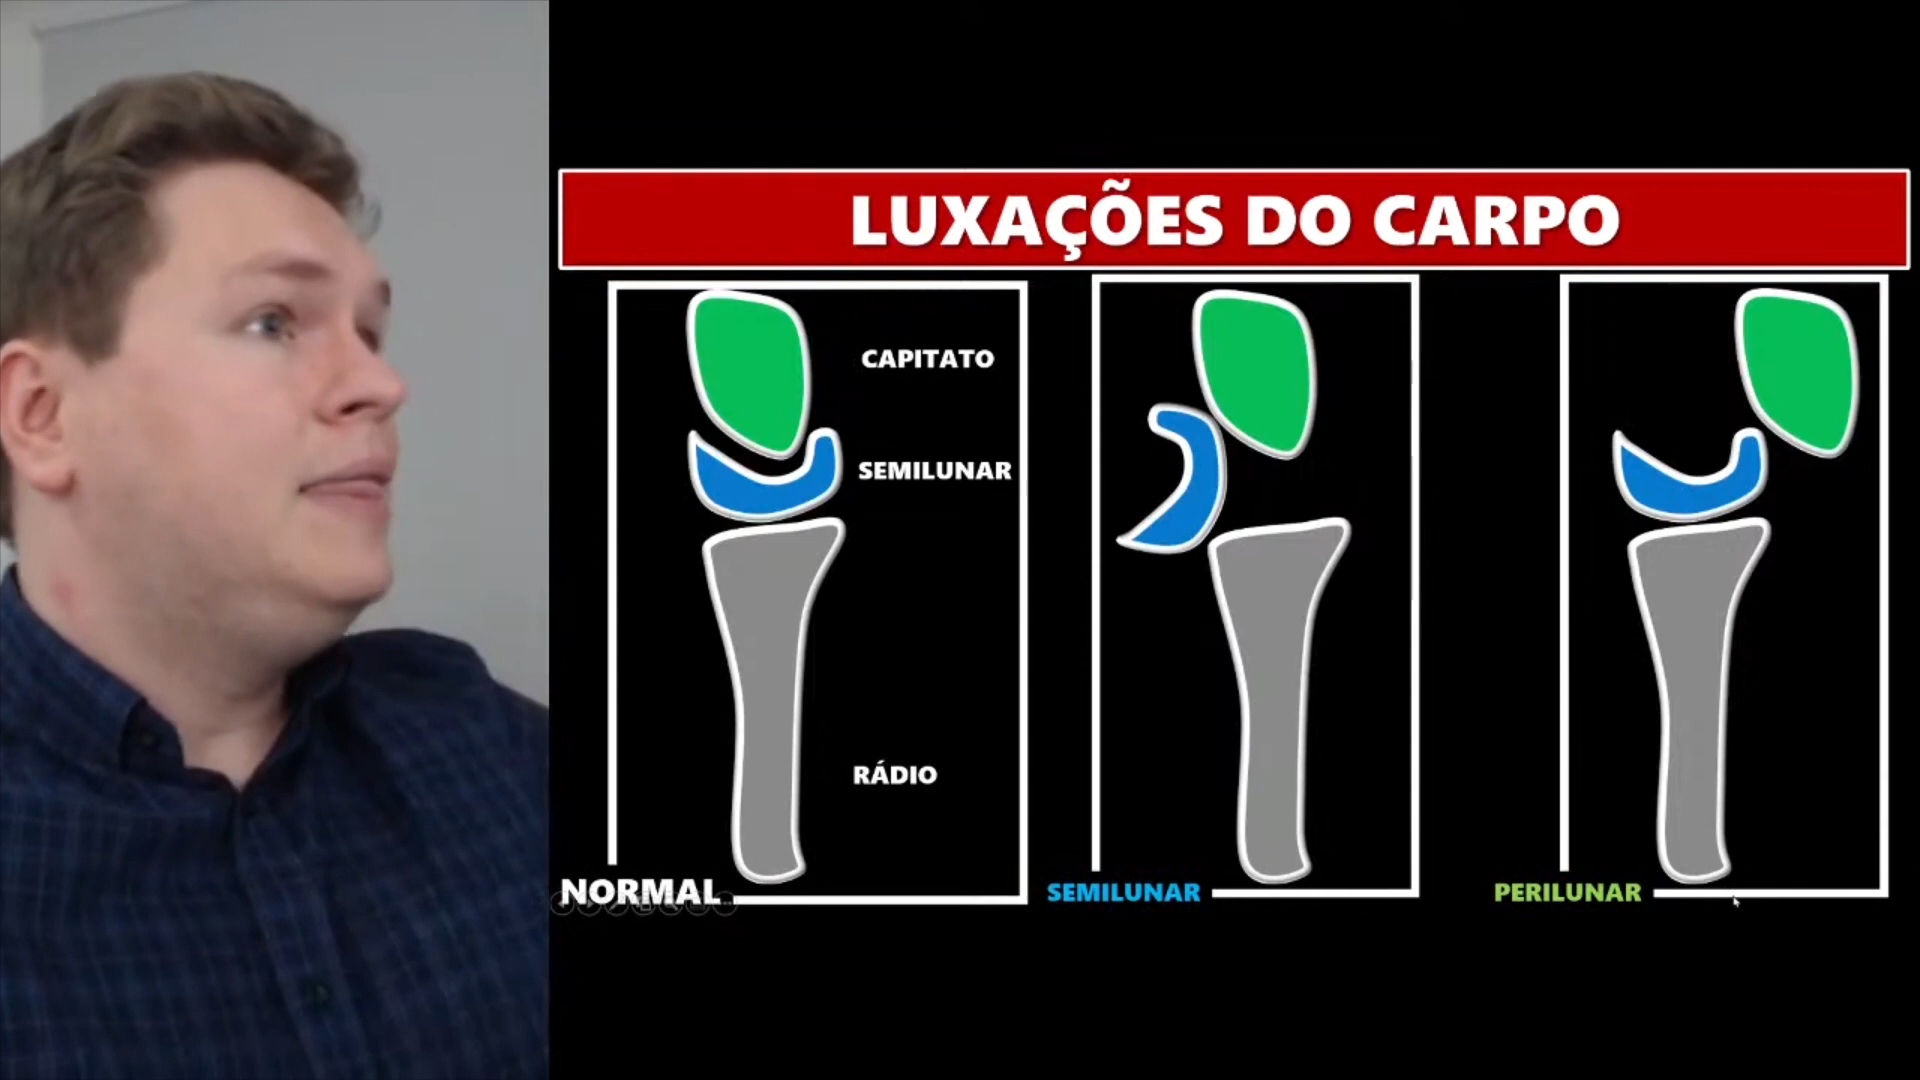 LUXAÇÕES DO CARPO
CAPITATO
SEMILUNAR
RÁDIO
NORMAL
SEMILUNAR
PERILUNAR